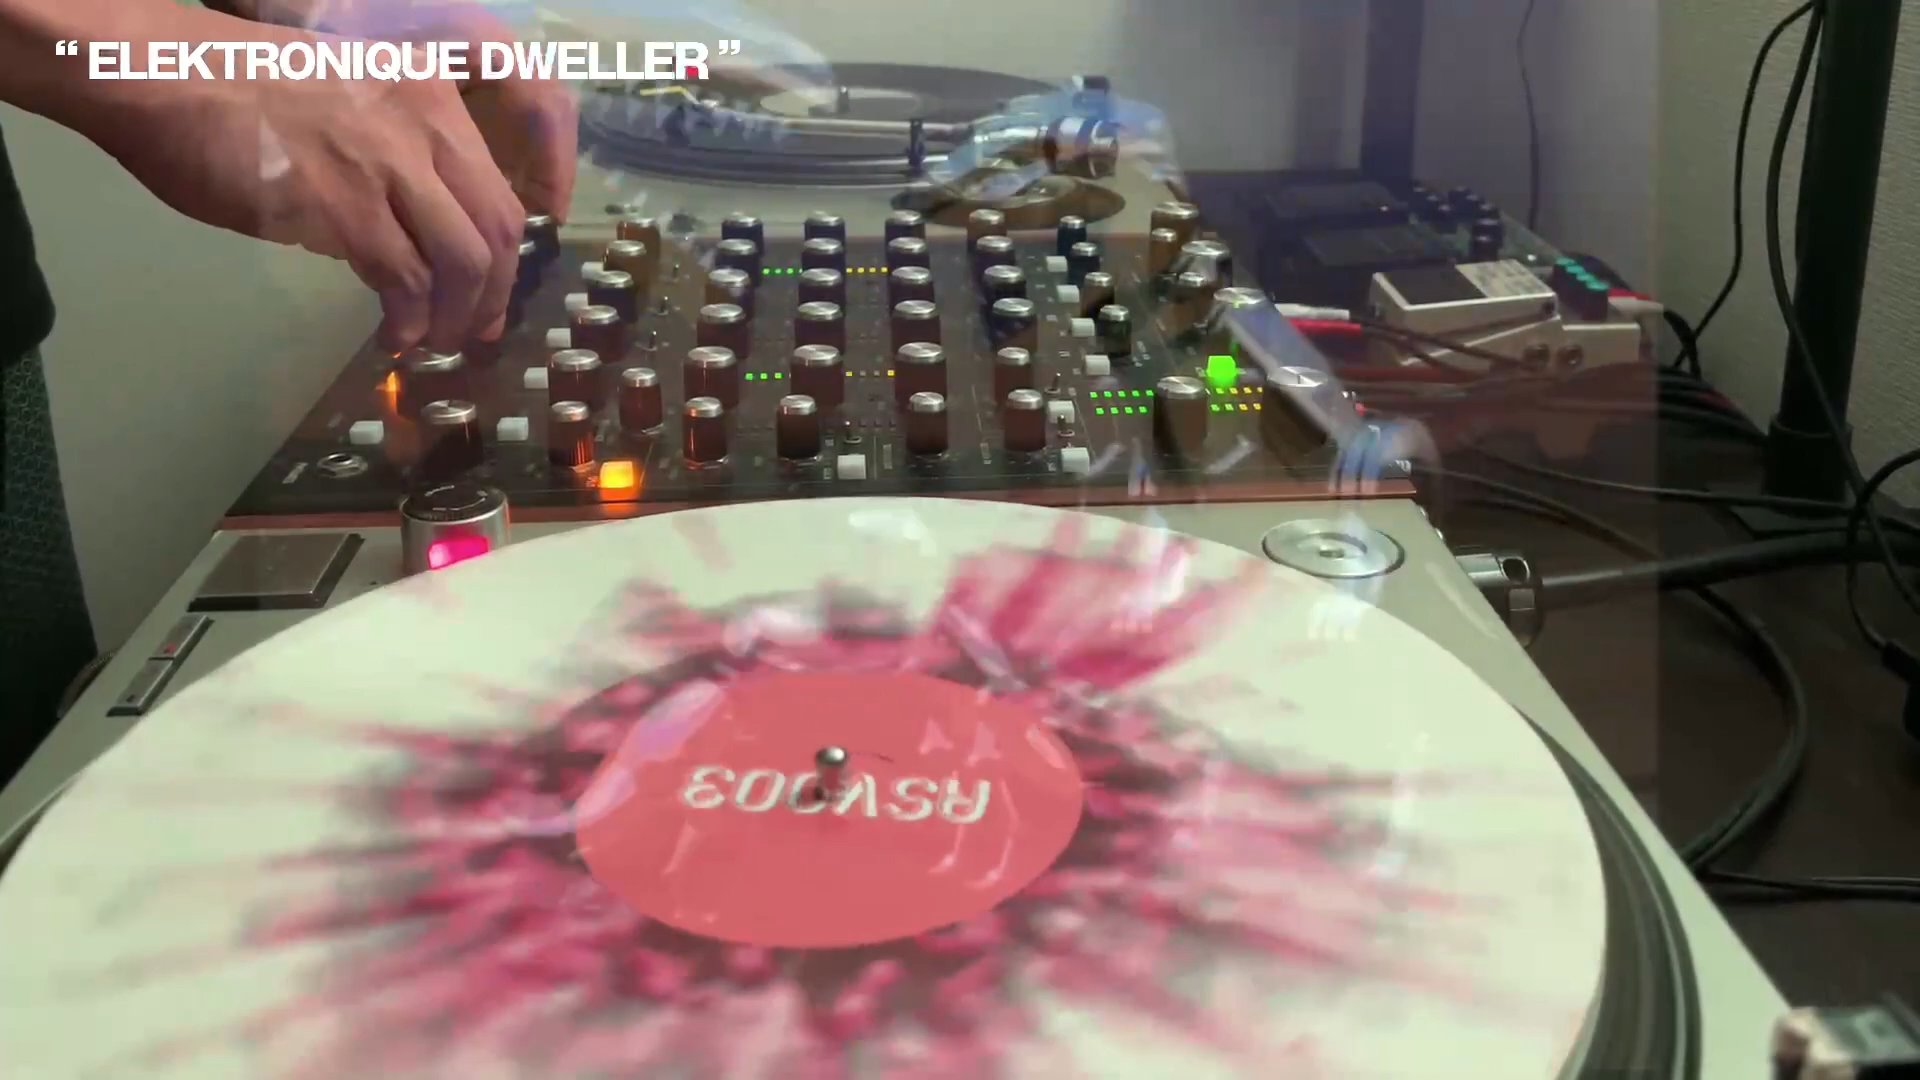 “ ELEKTRONIQUE DWELLER ”
RSV003